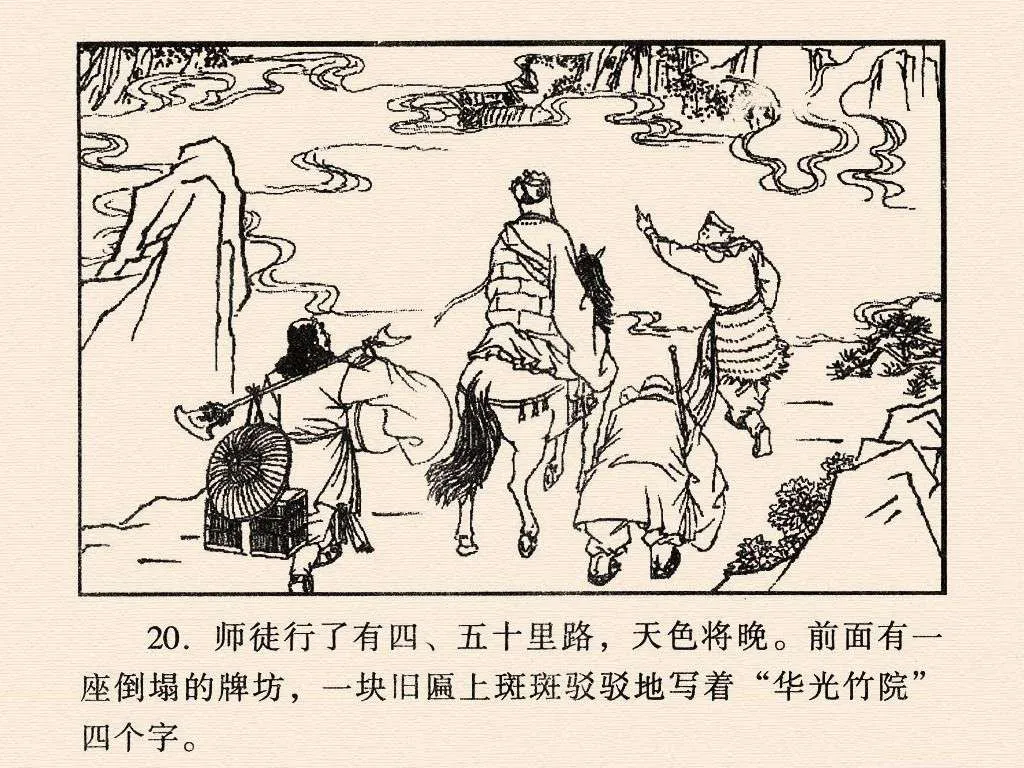 20. 师徒行了有四、五十里路，天色将晚。前面有一
座倒塌的牌坊，一块旧匾上斑斑驳驳地写着“华光竹院”
四个字。